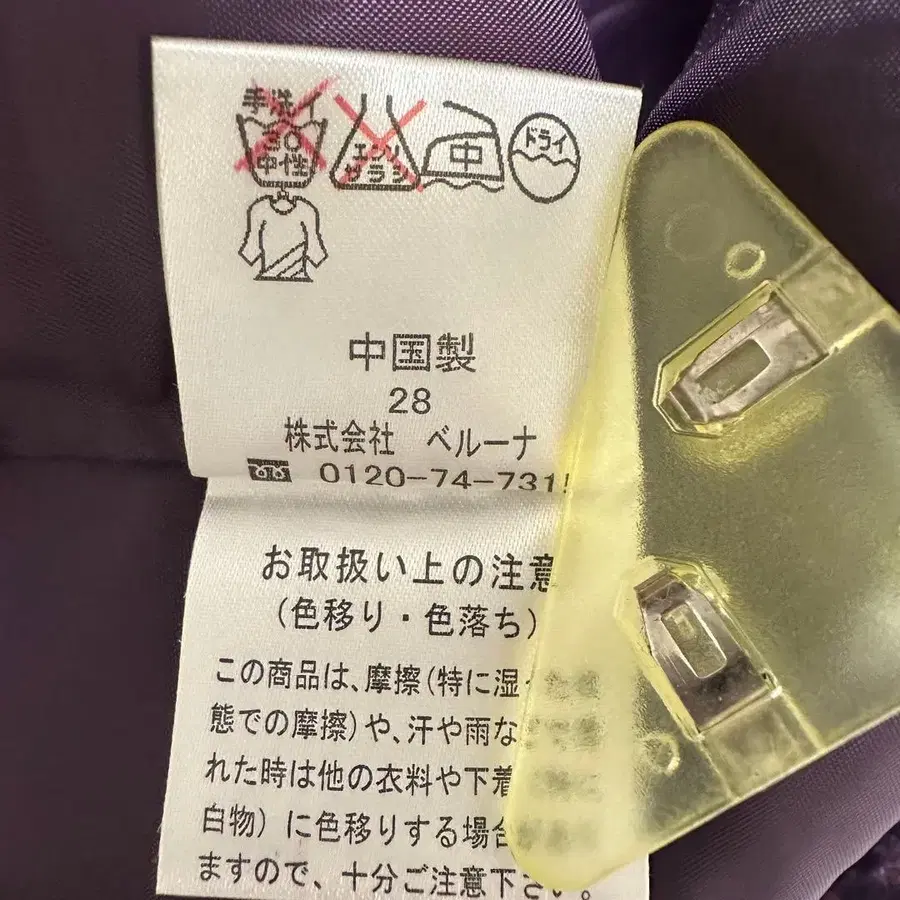 手洗イ
30
中性
エンソ
サラシ
中
ドライ
中国製
28
株式会社 ベルーナ
0120-74-731
お取扱い上の注意
(色移り・色落ち)
この商品は、摩擦(特に湿った
態での摩擦)や、汗や雨な
れた時は他の衣料や下着
白物)に色移りする場合
ますので、十分ご注意下さい。